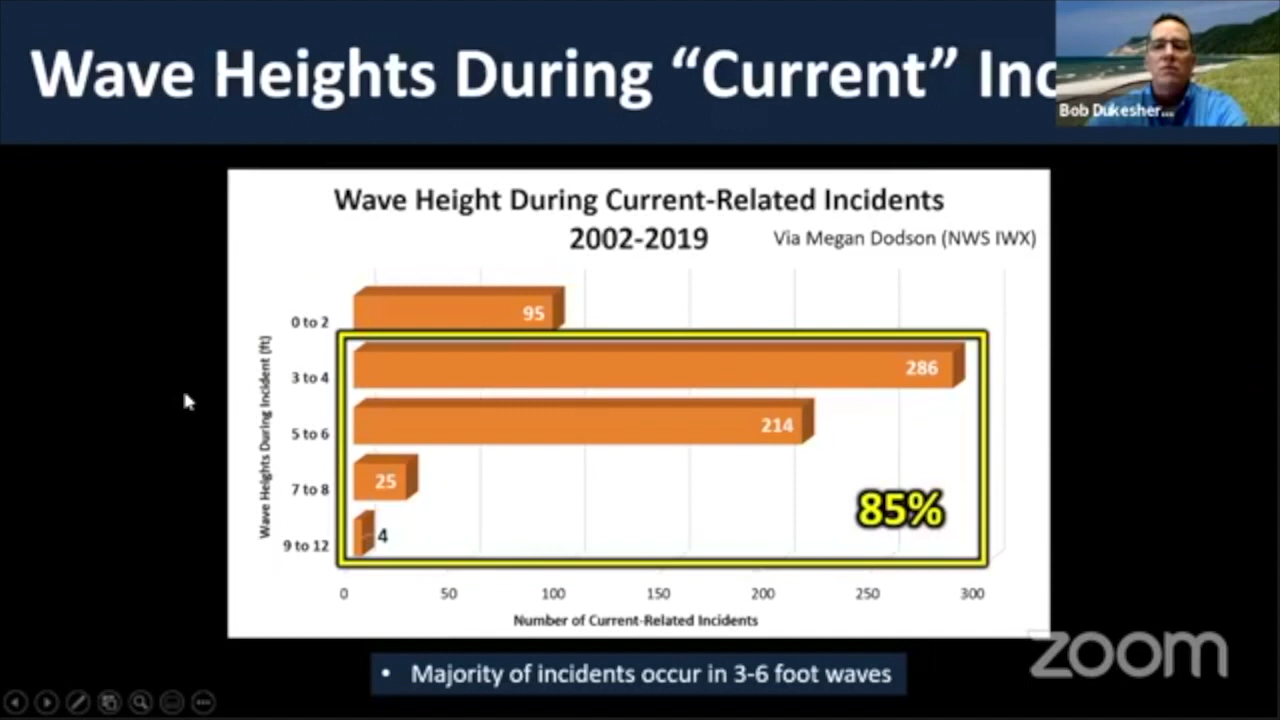 Wave Heights During “Current” Inc
Bob Dukesher...
Wave Height During Current-Related Incidents
2002-2019
Via Megan Dodson (NWS IWX)
Wave Heights During Incident (ft)
0 to 2
95
3 to 4
286
5 to 6
214
7 to 8
25
9 to 12
4
85%
0 50 100 150 200 250 300
Number of Current-Related Incidents
• Majority of incidents occur in 3-6 foot waves
zoom